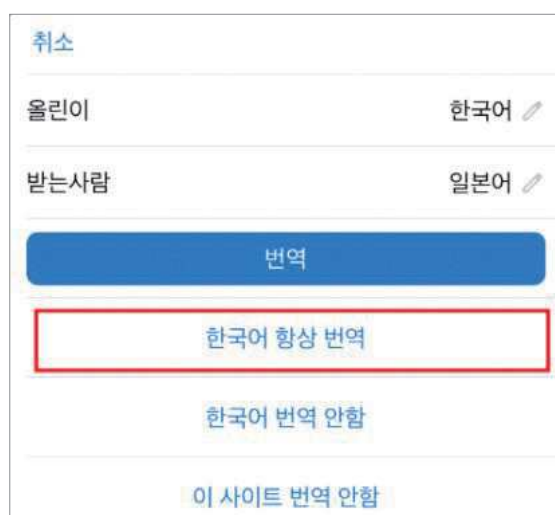 취소
올린이 한국어
받는사람 일본어
번역
한국어 항상 번역
한국어 번역 안함
이 사이트 번역 안함